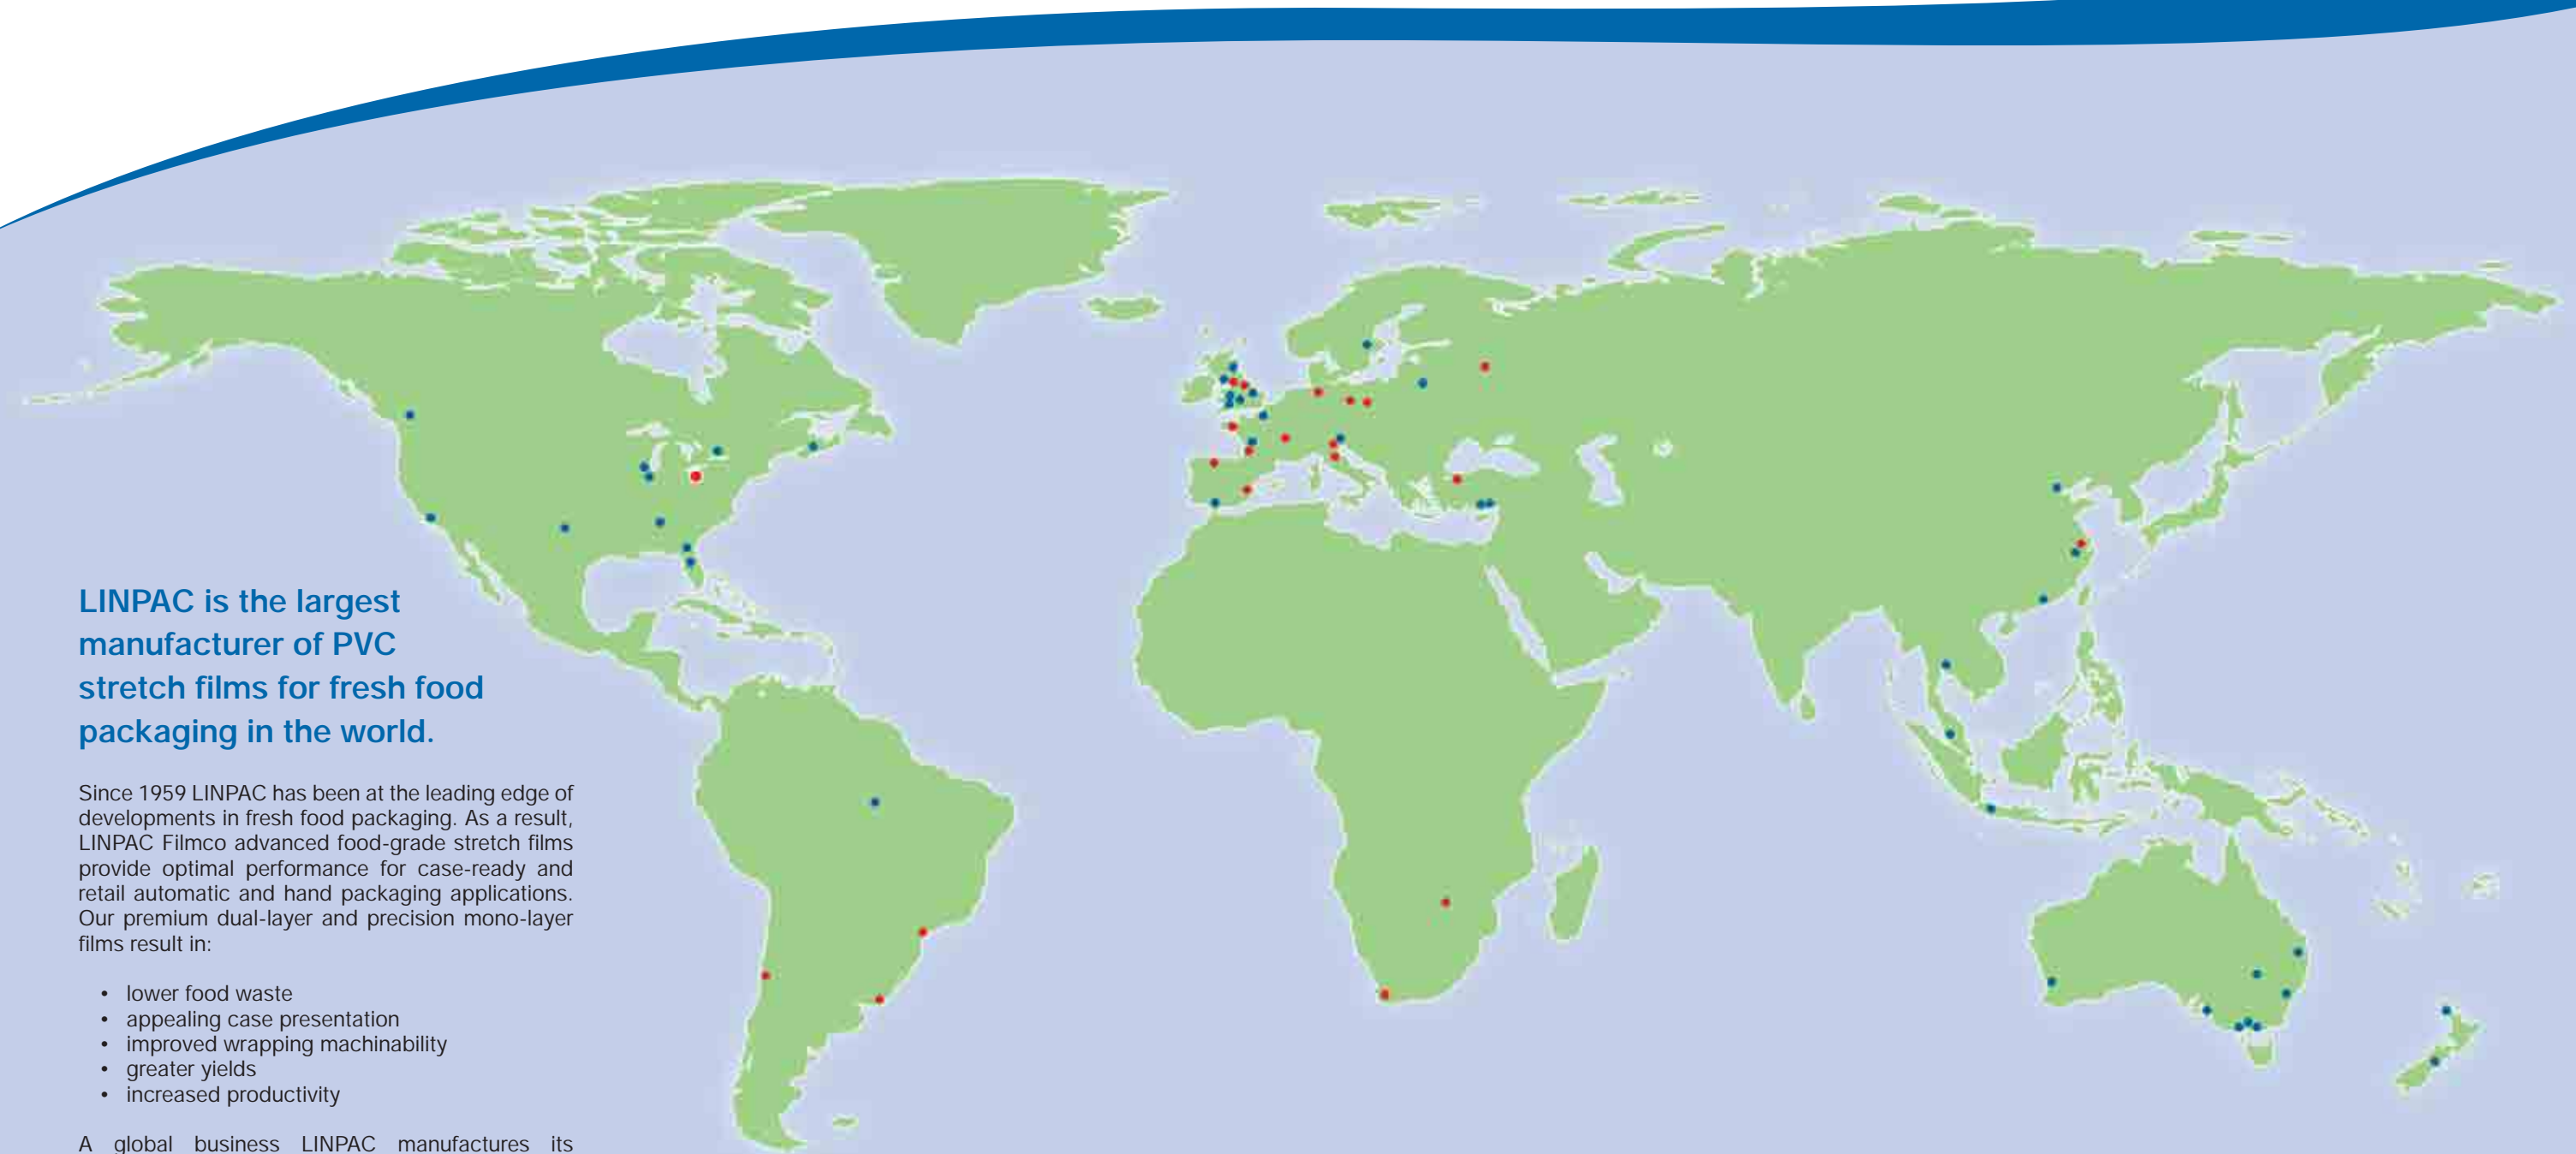 LINPAC is the largest
manufacturer of PVC
stretch films for fresh food
packaging in the world.
Since 1959 LINPAC has been at the leading edge of
developments in fresh food packaging. As a result,
LINPAC Filmco advanced food-grade stretch films
provide optimal performance for case-ready and
retail automatic and hand packaging applications.
Our premium dual-layer and precision mono-layer
films result in:
• lower food waste
• appealing case presentation
• improved wrapping machinability
• greater yields
• increased productivity
A global business LINPAC manufactures its